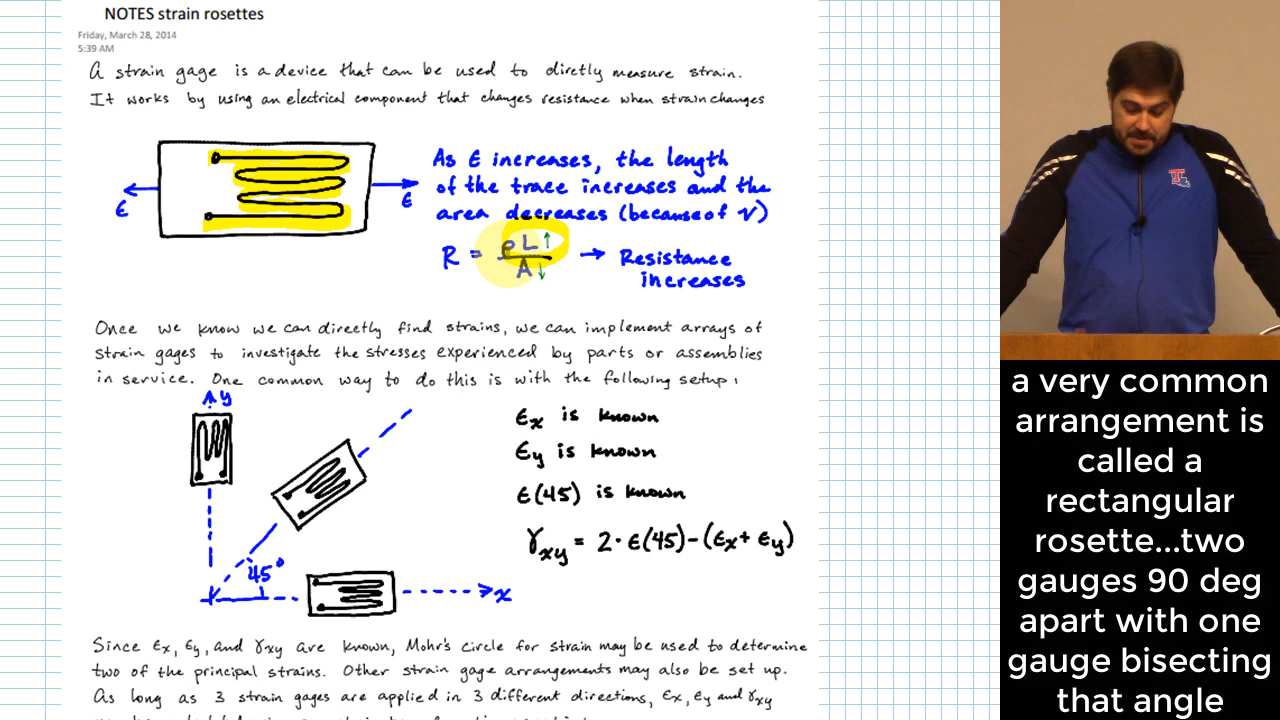 NOTES strain rosettes
Friday, March 28, 2014
5:39 AM
A strain gage is a device that can be used to directly measure strain.
It works by using an electrical component that changes resistance when strain changes
ε
ε
As ε increases, the length
of the trace increases and the
area decreases (because of ν)
R = ρL↑ / A↓ → Resistance
increases
Once we know we can directly find strains, we can implement arrays of
strain gages to investigate the stresses experienced by parts or assemblies
in service. One common way to do this is with the following setup:
y
45°
x
εx is known
εy is known
ε(45) is known
γxy = 2·ε(45)-(εx+εy)
Since εx, εy, and γxy are known, Mohr's circle for strain may be used to determine
two of the principal strains. Other strain gage arrangements may also be set up.
As long as 3 strain gages are applied in 3 different directions, εx, εy and γxy
a very common
arrangement is
called a
rectangular
rosette...two
gauges 90 deg
apart with one
gauge bisecting
that angle